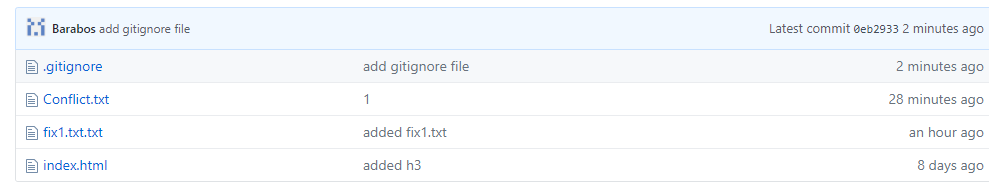 Barabos add gitignore file Latest commit 0eb2933 2 minutes ago
.gitignore add gitignore file 2 minutes ago
Conflict.txt 1 28 minutes ago
fix1.txt.txt added fix1.txt an hour ago
index.html added h3 8 days ago